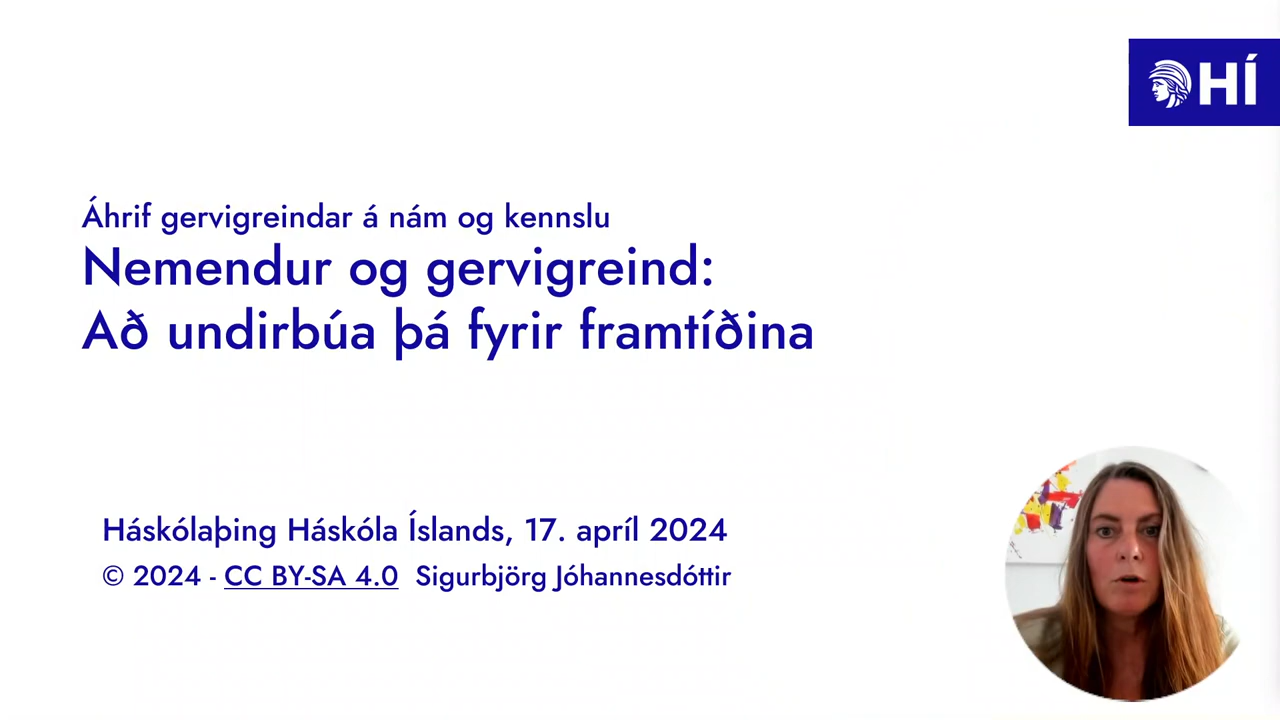 HÍ
Áhrif gervigreindar á nám og kennslu
Nemendur og gervigreind:
Að undirbúa þá fyrir framtíðina
Háskólaþing Háskóla Íslands, 17. apríl 2024
© 2024 - CC BY-SA 4.0 Sigurbjörg Jóhannesdóttir